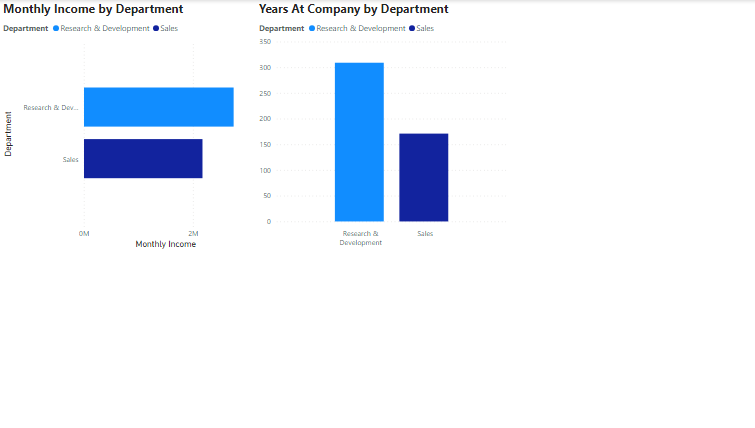 Monthly Income by Department
Department Research & Development Sales
Department
Research & Dev...
Sales
0M 2M
Monthly Income
Years At Company by Department
Department Research & Development Sales
350
300
250
200
150
100
50
0
Research & Development Sales